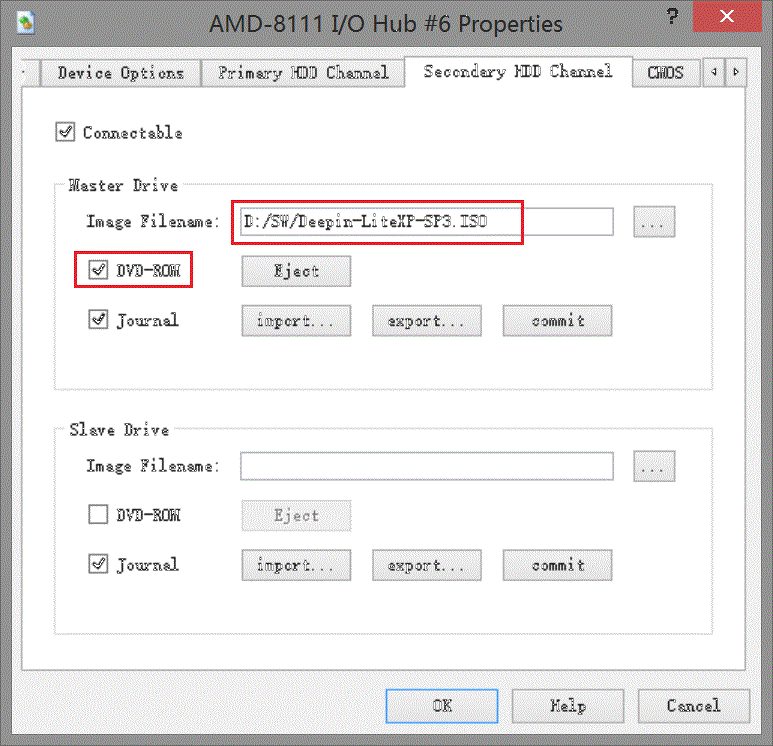 AMD-8111 I/O Hub #6 Properties
Device Options Primary HDD Channel Secondary HDD Channel CMOS
Connectable
Master Drive
Image Filename: D:/SW/Deepin-LiteXP-SP3.ISO ...
DVD-ROM Eject
Journal import... export... commit
Slave Drive
Image Filename: ...
DVD-ROM Eject
Journal import... export... commit
OK Help Cancel